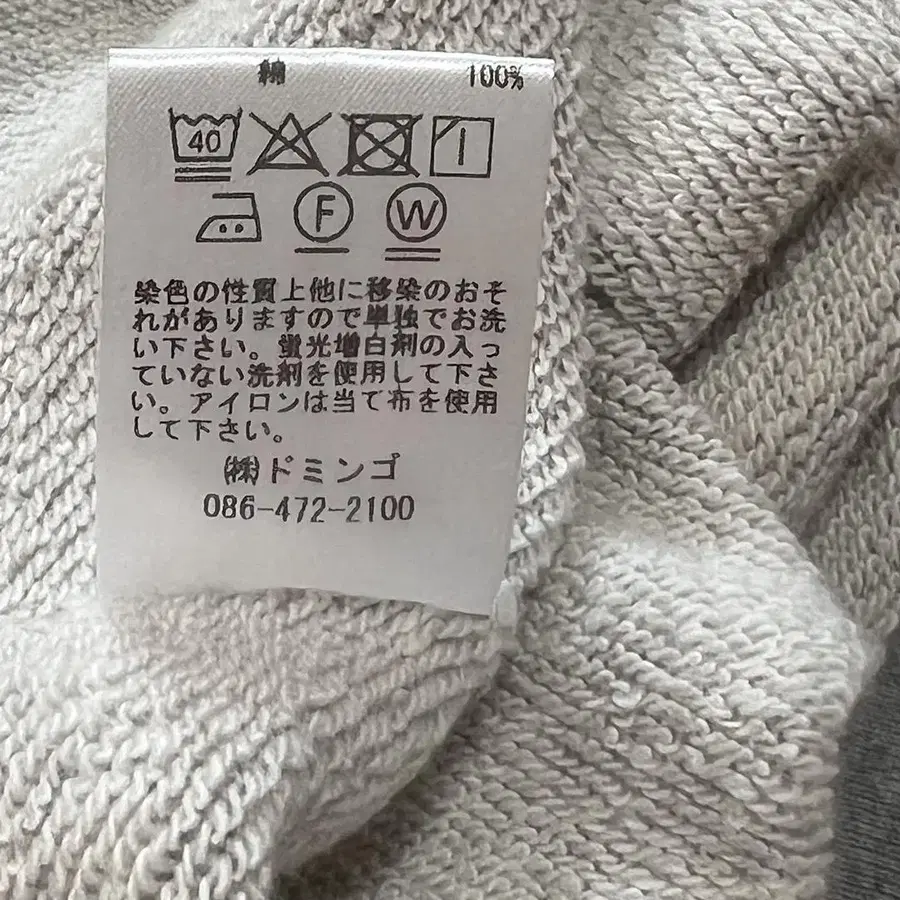 綿 100%
40
F W
染色の性質上他に移染のおそ
れがありますので単独でお洗
い下さい。蛍光増白剤の入っ
ていない洗剤を使用して下さ
い。アイロンは当て布を使用
して下さい。
(株)ドミンゴ
086-472-2100